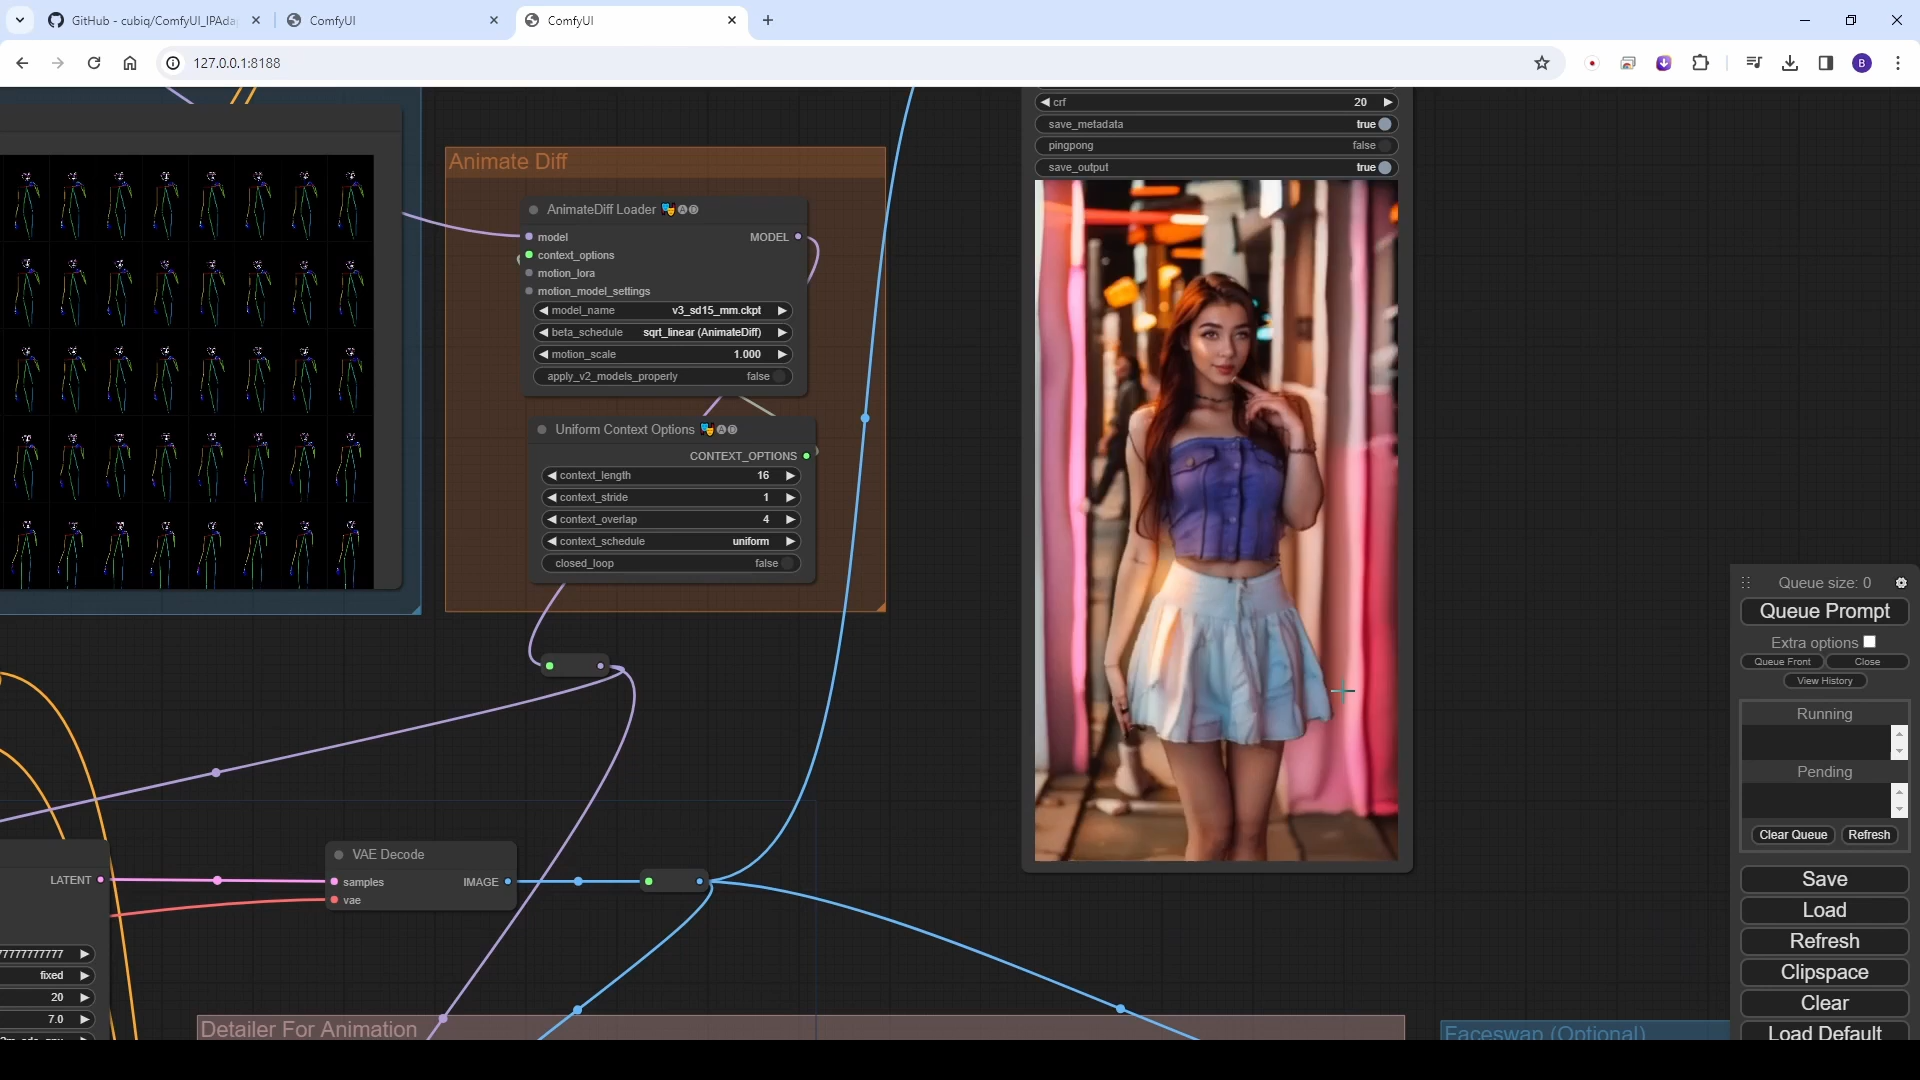 GitHub - cubiq/ComfyUI_IPAda
ComfyUI
ComfyUI
127.0.0.1:8188
B
Animate Diff
AnimateDiff Loader
AD
model
MODEL
context_options
motion_lora
motion_model_settings
model_name v3_sd15_mm.ckpt
beta_schedule sqrt_linear (AnimateDiff)
motion_scale 1.000
apply_v2_models_properly false
Uniform Context Options
AD
CONTEXT_OPTIONS
context_length 16
context_stride 1
context_overlap 4
context_schedule uniform
closed_loop false
crf 20
save_metadata true
pingpong false
save_output true
VAE Decode
LATENT
samples
IMAGE
vae
77777777777
fixed
20
7.0
Detailer For Animation
Faceswap (Optional)
Queue size: 0
Queue Prompt
Extra options
Queue Front
Close
View History
Running
Pending
Clear Queue
Refresh
Save
Load
Refresh
Clipspace
Clear
Load Default